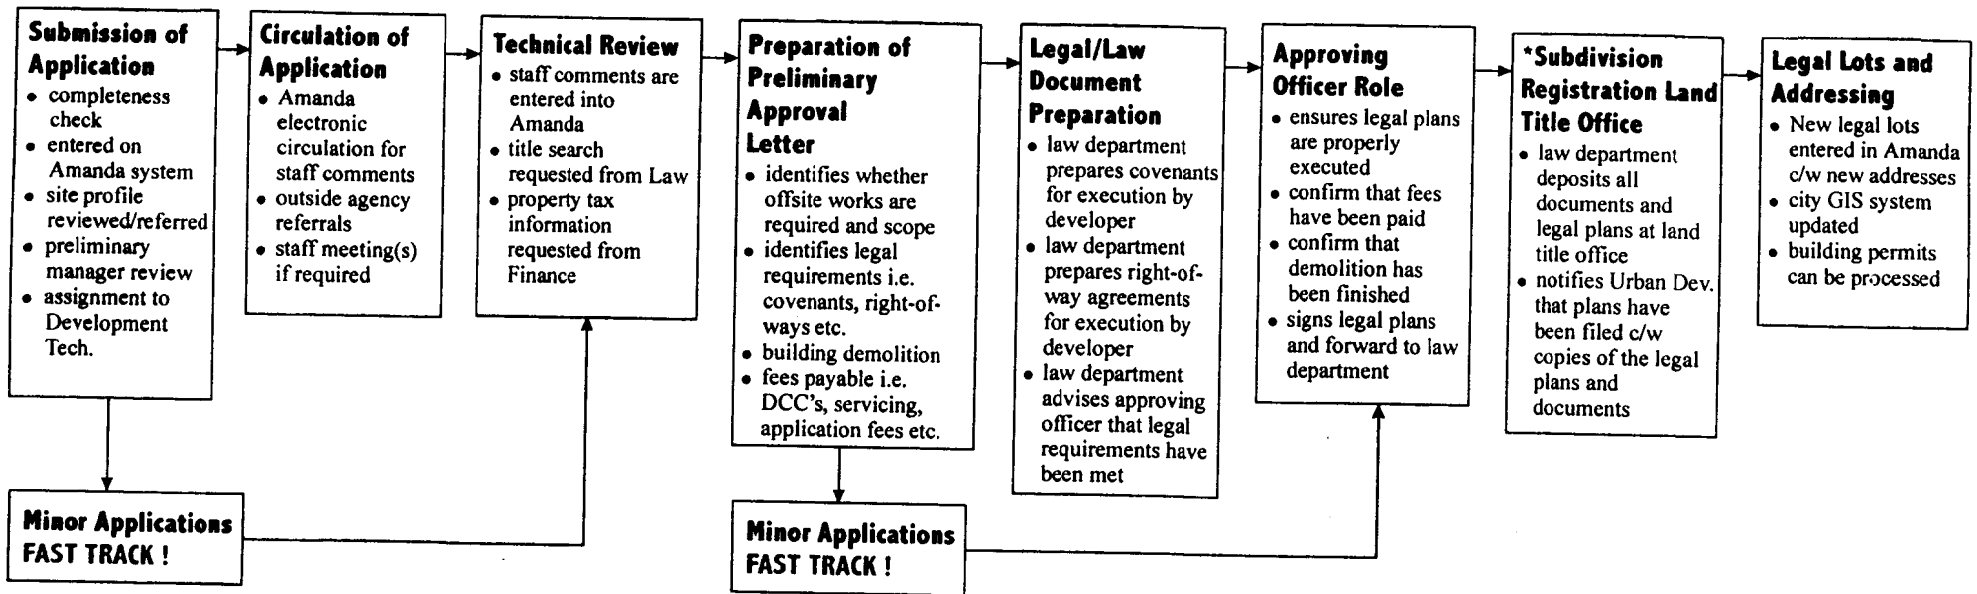 Submission of
Application
• completeness
check
• entered on
Amanda system
• site profile
reviewed/referred
• preliminary
manager review
• assignment to
Development
Tech.
Circulation of
Application
• Amanda
electronic
circulation for
staff comments
• outside agency
referrals
• staff meeting(s)
if required
Technical Review
• staff comments are
entered into
Amanda
• title search
requested from Law
• property tax
information
requested from
Finance
Preparation of
Preliminary
Approval
Letter
• identifies whether
offsite works are
required and scope
• identifies legal
requirements i.e.
covenants, right-of-
ways etc.
• building demolition
• fees payable i.e.
DCC's, servicing,
application fees etc.
Legal/Law
Document
Preparation
• law department
prepares covenants
for execution by
developer
• law department
prepares right-of-
way agreements
for execution by
developer
• law department
advises approving
officer that legal
requirements have
been met
Approving
Officer Role
• ensures legal plans
are properly
executed
• confirm that fees
have been paid
• confirm that
demolition has
been finished
• signs legal plans
and forward to law
department
*Subdivision
Registration Land
Title Office
• law department
deposits all
documents and
legal plans at land
title office
• notifies Urban Dev.
that plans have
been filed c/w
copies of the legal
plans and
documents
Legal Lots and
Addressing
• New legal lots
entered in Amanda
c/w new addresses
• city GIS system
updated
• building permits
can be processed
Minor Applications
FAST TRACK !
Minor Applications
FAST TRACK !